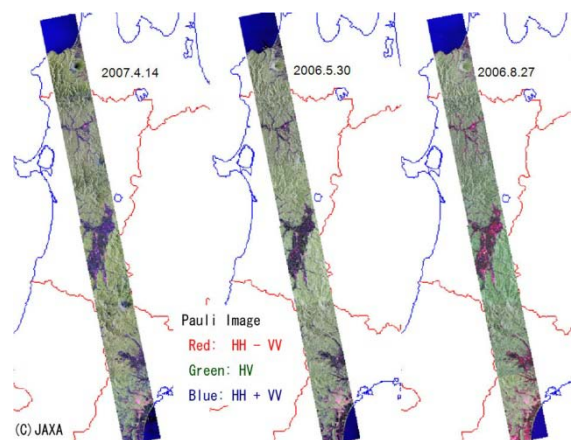 2007.4.14
2006.5.30
2006.8.27
Pauli Image
Red: HH - VV
Green: HV
Blue: HH + VV
(C)JAXA